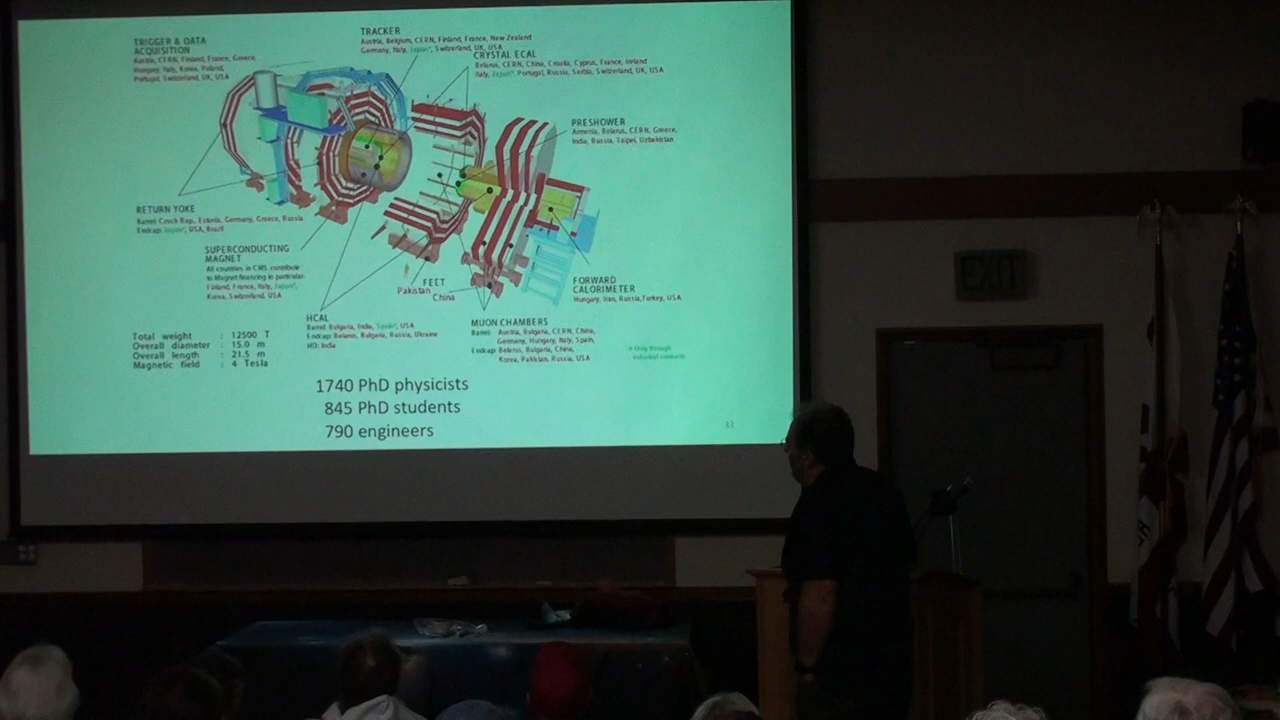 TRIGGER & DATA
ACQUISITION
Austria, CERN, Finland, France, Greece,
Hungary, Italy, Korea, Poland,
Portugal, Switzerland, UK, USA
TRACKER
Austria, Belgium, CERN, Finland, France, New Zealand
Germany, Italy, Japan*, Switzerland, UK, USA
CRYSTAL ECAL
Belarus, CERN, China, Croatia, Cyprus, France, Ireland
Italy, Japan*, Portugal, Russia, Serbia, Switzerland, UK, USA
PRESHOWER
Armenia, Belarus, CERN, Greece,
India, Russia, Taipei, Uzbekistan
RETURN YOKE
Barrel: Czech Rep., Estonia, Germany, Greece, Russia
Endcap: Japan*, USA, Brazil
SUPERCONDUCTING
MAGNET
All countries in CMS contribute
to Magnet financing in particular:
Finland, France, Italy, Japan*,
Korea, Switzerland, USA
FEET
Pakistan
China
FORWARD
CALORIMETER
Hungary, Iran, Russia, Turkey, USA
HCAL
Barrel: Bulgaria, India, Spain*, USA
Endcap: Belarus, Bulgaria, Russia, Ukraine
HO: India
MUON CHAMBERS
Barrel: Austria, Bulgaria, CERN, China,
Germany, Hungary, Italy, Spain,
Endcap: Belarus, Bulgaria, China,
Korea, Pakistan, Russia, USA
* Only through
industrial contracts
Total weight : 12500 T
Overall diameter : 15.0 m
Overall length : 21.5 m
Magnetic field : 4 Tesla
1740 PhD physicists
845 PhD students
790 engineers
33
EXIT